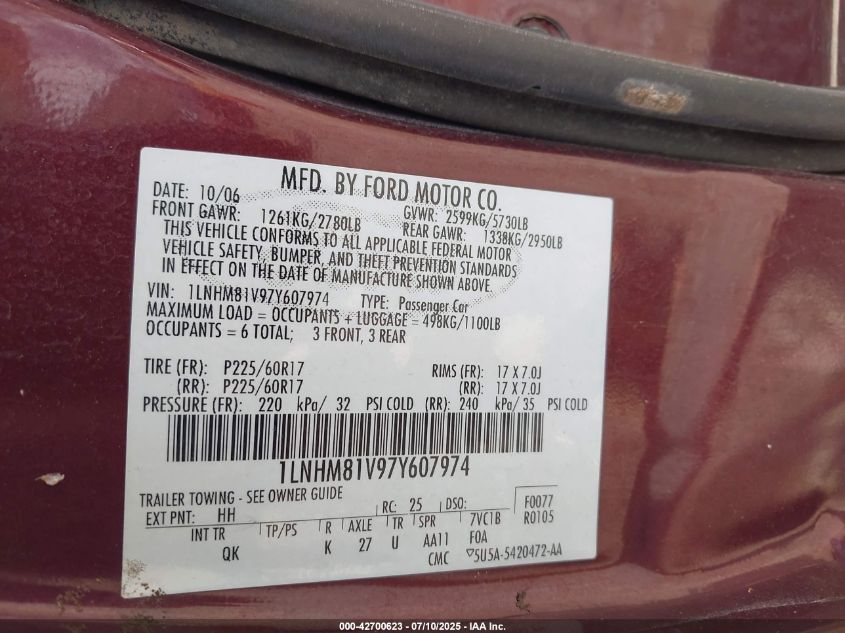 MFD. BY FORD MOTOR CO.
DATE: 10/06 GVWR: 2599KG/5730LB
FRONT GAWR: 1261KG/2780LB REAR GAWR: 1338KG/2950LB
THIS VEHICLE CONFORMS TO ALL APPLICABLE FEDERAL MOTOR
VEHICLE SAFETY, BUMPER, AND THEFT PREVENTION STANDARDS
IN EFFECT ON THE DATE OF MANUFACTURE SHOWN ABOVE.
VIN: 1LNHM81V97Y607974 TYPE: Passenger Car
MAXIMUM LOAD = OCCUPANTS + LUGGAGE = 498KG/1100LB
OCCUPANTS = 6 TOTAL; 3 FRONT, 3 REAR
TIRE (FR): P225/60R17 RIMS (FR): 17 X 7.0J
(RR): P225/60R17 (RR): 17 X 7.0J
PRESSURE (FR): 220 kPa/ 32 PSI COLD (RR): 240 kPa/ 35 PSI COLD
1LNHM81V97Y607974
TRAILER TOWING - SEE OWNER GUIDE
EXT PNT: HH RC: 25 DSO: F0077
R0105
INT TR TP/PS R AXLE TR SPR 7VC1B
QK K 27 U AA11 FOA
CMC 5U5A-5420472-AA
000-42700623 - 07/10/2025 - IAA Inc.